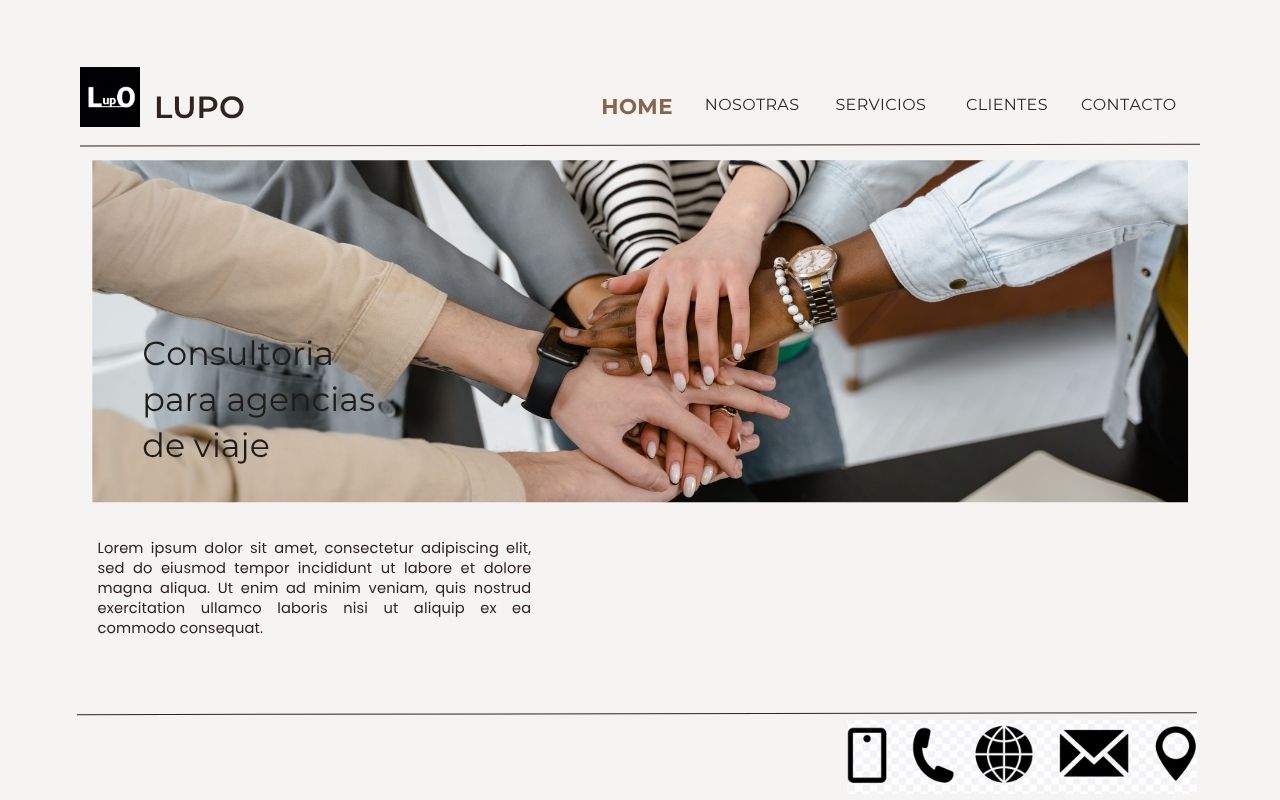 LupO
LUPO
HOME NOSOTRAS SERVICIOS CLIENTES CONTACTO
Consultoria
para agencias
de viaje
Lorem ipsum dolor sit amet, consectetur adipiscing elit,
sed do eiusmod tempor incididunt ut labore et dolore
magna aliqua. Ut enim ad minim veniam, quis nostrud
exercitation ullamco laboris nisi ut aliquip ex ea
commodo consequat.